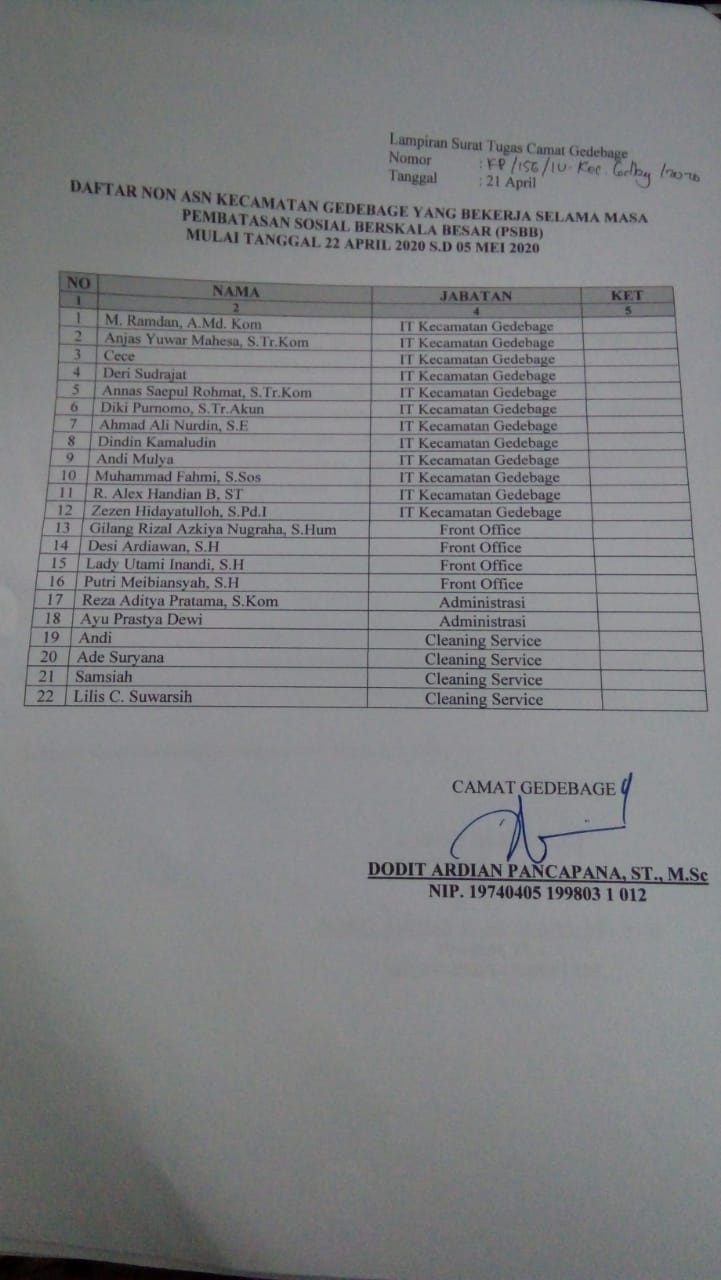 Lampiran Surat Tugas Camat Gedebage
Nomor : KP/156/IV-Kec. Gdbg/2020
Tanggal : 21 April
DAFTAR NON ASN KECAMATAN GEDEBAGE YANG BEKERJA SELAMA MASA
PEMBATASAN SOSIAL BERSKALA BESAR (PSBB)
MULAI TANGGAL 22 APRIL 2020 S.D 05 MEI 2020
NO NAMA JABATAN KET
1 2 4 5
1 M. Ramdan, A.Md. Kom IT Kecamatan Gedebage
2 Anjas Yuwar Mahesa, S.Tr.Kom IT Kecamatan Gedebage
3 Cece IT Kecamatan Gedebage
4 Deri Sudrajat IT Kecamatan Gedebage
5 Annas Saepul Rohmat, S.Tr.Kom IT Kecamatan Gedebage
6 Diki Purnomo, S.Tr.Akun IT Kecamatan Gedebage
7 Ahmad Ali Nurdin, S.E IT Kecamatan Gedebage
8 Dindin Kamaludin IT Kecamatan Gedebage
9 Andi Mulya IT Kecamatan Gedebage
10 Muhammad Fahmi, S.Sos IT Kecamatan Gedebage
11 R. Alex Handian B, ST IT Kecamatan Gedebage
12 Zezen Hidayatulloh, S.Pd.I IT Kecamatan Gedebage
13 Gilang Rizal Azkiya Nugraha, S.Hum Front Office
14 Desi Ardiawan, S.H Front Office
15 Lady Utami Inandi, S.H Front Office
16 Putri Meibiansyah, S.H Front Office
17 Reza Aditya Pratama, S.Kom Administrasi
18 Ayu Prastya Dewi Administrasi
19 Andi Cleaning Service
20 Ade Suryana Cleaning Service
21 Samsiah Cleaning Service
22 Lilis C. Suwarsih Cleaning Service
CAMAT GEDEBAGE
DODIT ARDIAN PANCAPANA, ST., M.Sc
NIP. 19740405 199803 1 012